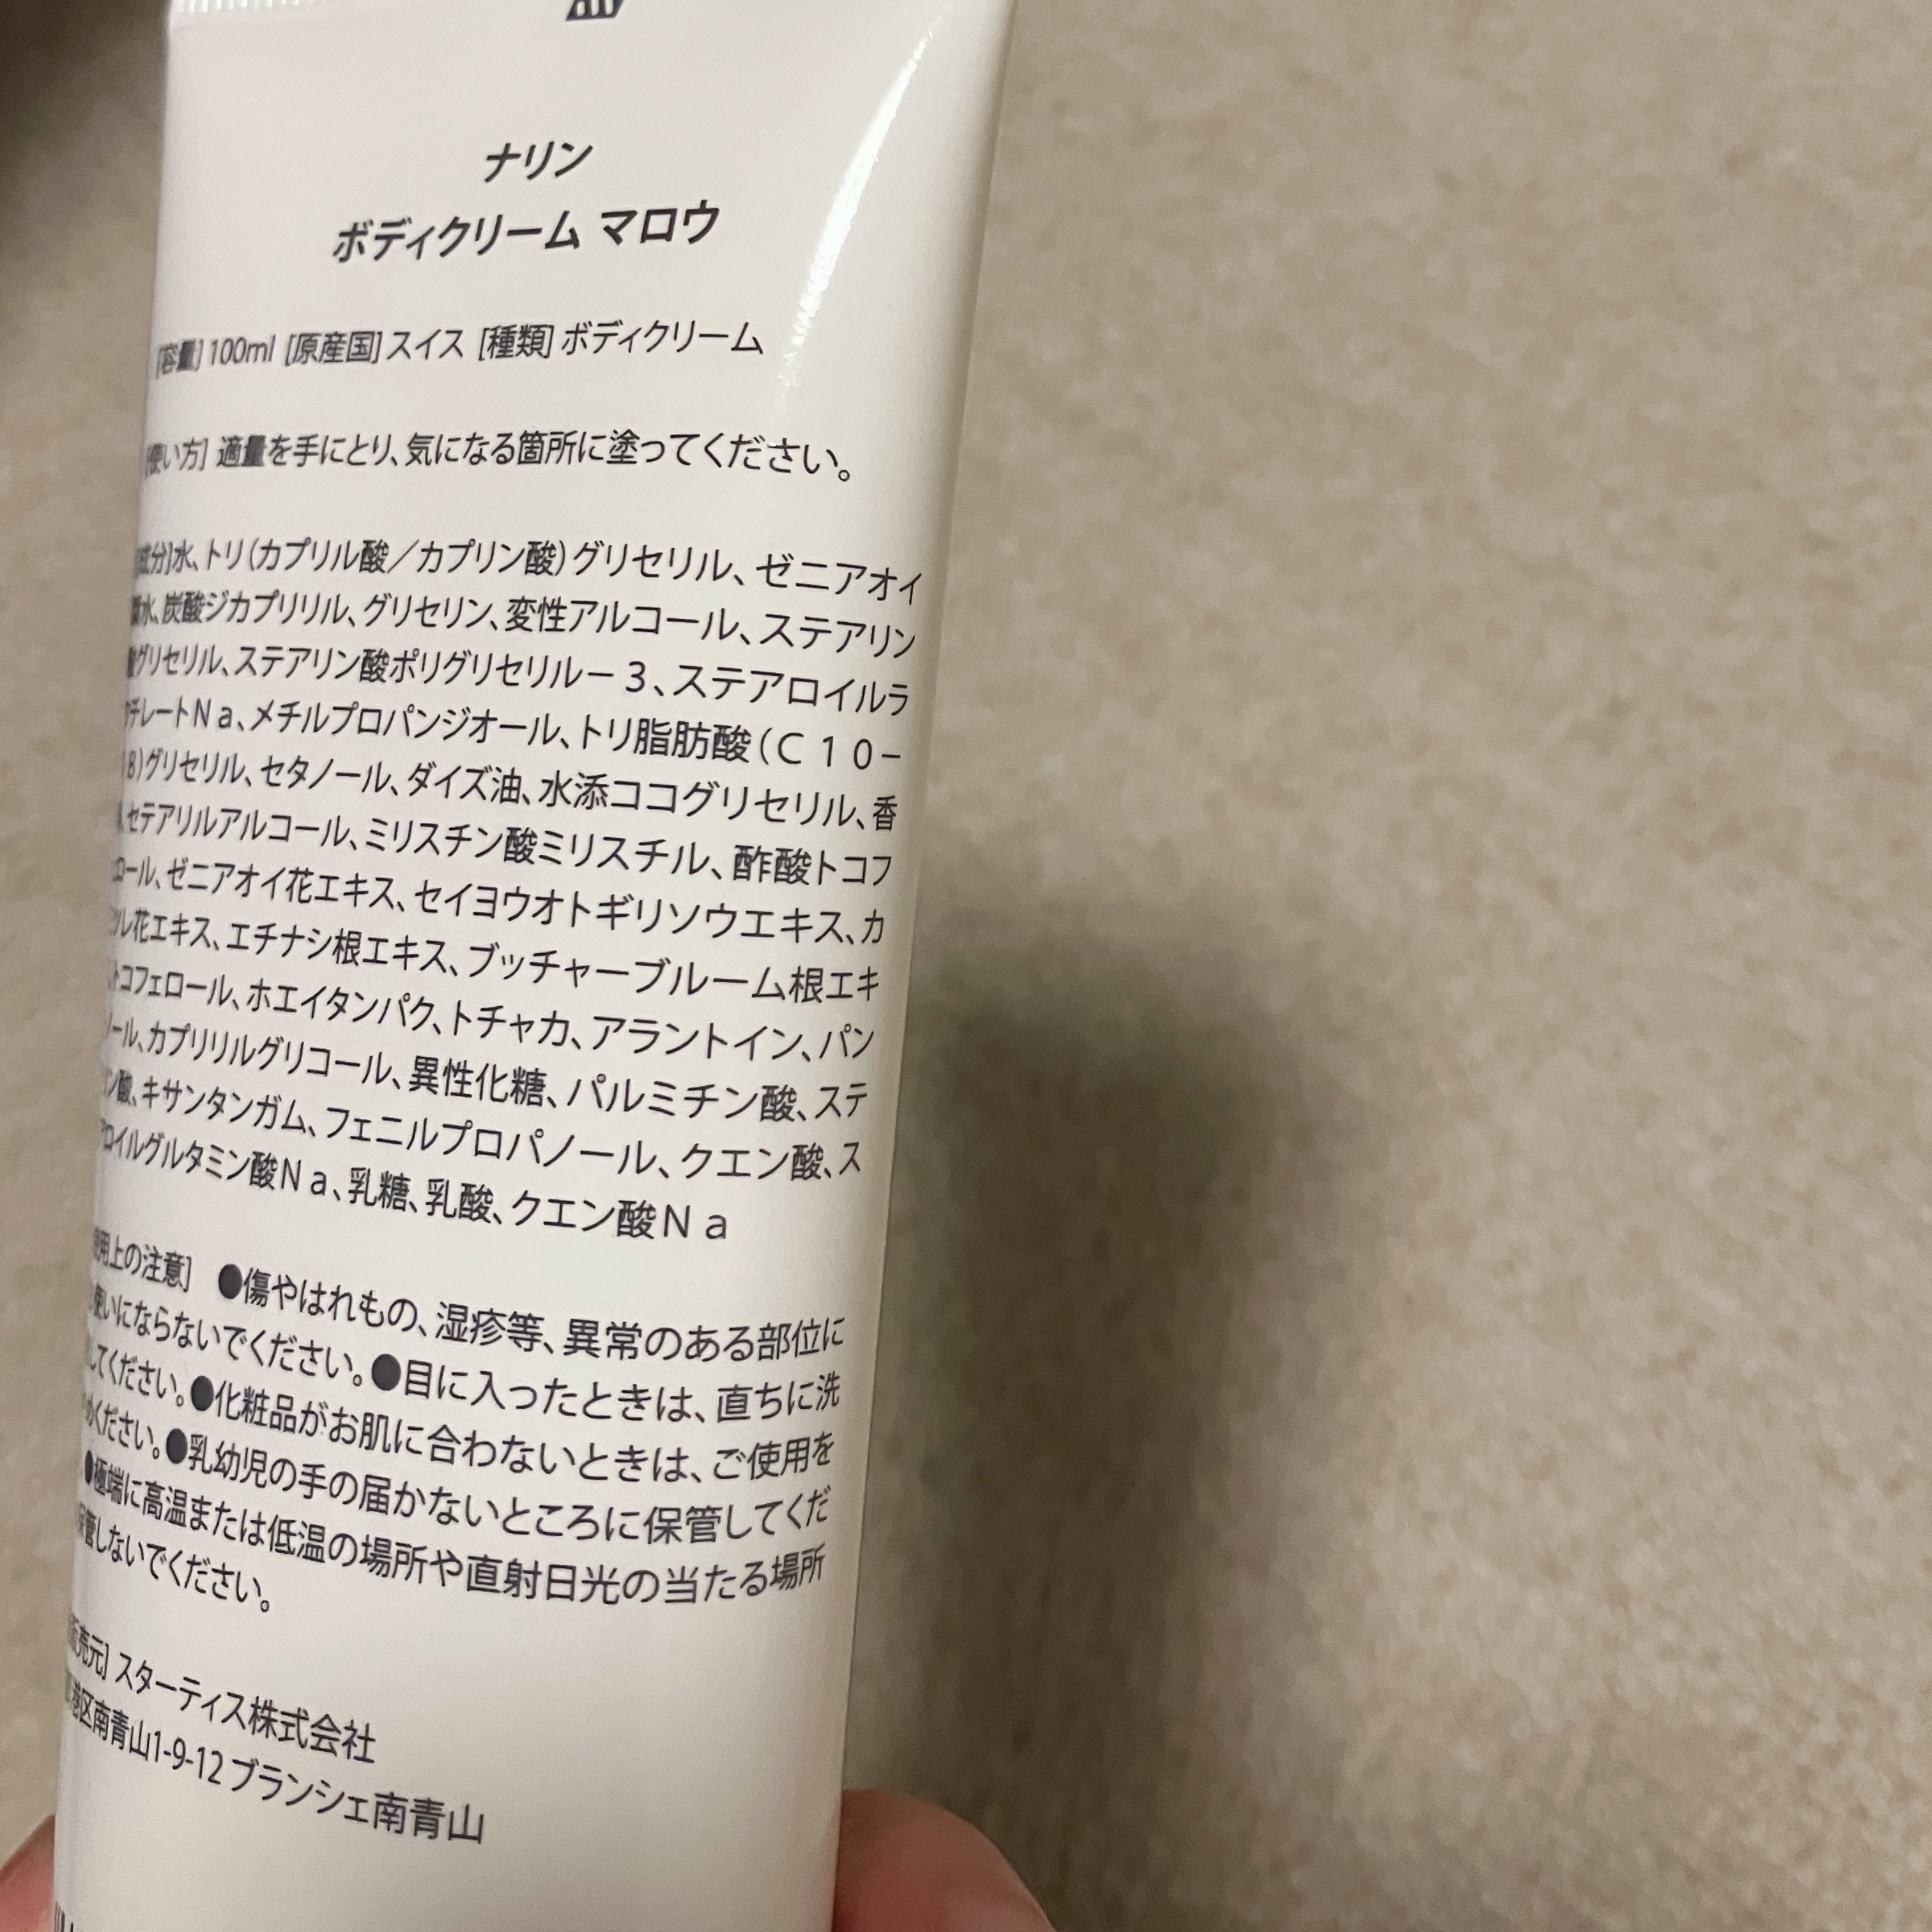 ナリン
ボディクリーム マロウ
[容量] 100ml [原産国] スイス [種類] ボディクリーム
[使い方] 適量を手にとり、気になる箇所に塗ってください。
成分]水、トリ（カプリル酸／カプリン酸）グリセリル、ゼニアオイ
水、炭酸ジカプリリル、グリセリン、変性アルコール、ステアリン
酸グリセリル、ステアリン酸ポリグリセリル－３、ステアロイルラ
クチレートＮａ、メチルプロパンジオール、トリ脂肪酸（Ｃ１０－
１８）グリセリル、セタノール、ダイズ油、水添ココグリセリル、香
、セテアリルアルコール、ミリスチン酸ミリスチル、酢酸トコフ
ロール、ゼニアオイ花エキス、セイヨウオトギリソウエキス、カ
ツレ花エキス、エチナシ根エキス、ブッチャーブルーム根エキ
トコフェロール、ホエイタンパク、トチャカ、アラントイン、パン
ノール、カプリリルグリコール、異性化糖、パルミチン酸、ステ
リン酸、キサンタンガム、フェニルプロパノール、クエン酸、ス
アロイルグルタミン酸Ｎａ、乳糖、乳酸、クエン酸Ｎａ
使用上の注意]　●傷やはれもの、湿疹等、異常のある部位に
使いにならないでください。●目に入ったときは、直ちに洗
してください。●化粧品がお肌に合わないときは、ご使用を
めください。●乳幼児の手の届かないところに保管してくだ
●極端に高温または低温の場所や直射日光の当たる場所
保管しないでください。
販売元] スターティス株式会社
港区南青山1-9-12 ブランシェ南青山